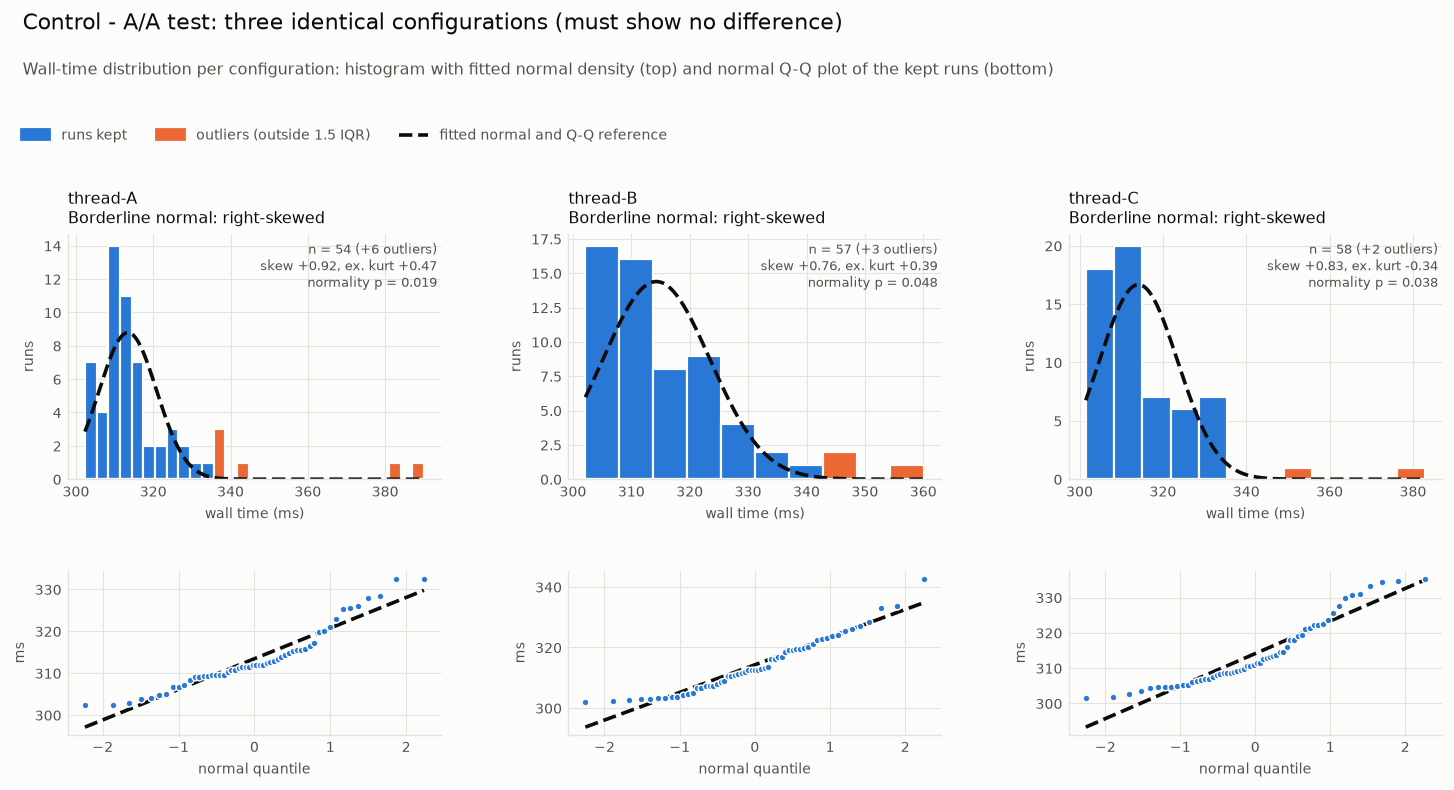 Control - A/A test: three identical configurations (must show no difference)
Wall-time distribution per configuration: histogram with fitted normal density (top) and normal Q-Q plot of the kept runs (bottom)
runs kept
outliers (outside 1.5 IQR)
fitted normal and Q-Q reference
thread-A
Borderline normal: right-skewed
n = 54 (+6 outliers)
skew +0.92, ex. kurt +0.47
normality p = 0.019
14
12
10
8
6
4
2
0
runs
300
320
340
360
380
wall time (ms)
thread-B
Borderline normal: right-skewed
n = 57 (+3 outliers)
skew +0.76, ex. kurt +0.39
normality p = 0.048
17.5
15.0
12.5
10.0
7.5
5.0
2.5
0.0
runs
300
310
320
330
340
350
360
wall time (ms)
thread-C
Borderline normal: right-skewed
n = 58 (+2 outliers)
skew +0.83, ex. kurt -0.34
normality p = 0.038
20
15
10
5
0
runs
300
320
340
360
380
wall time (ms)
330
320
310
300
ms
−2
−1
0
1
2
normal quantile
340
320
300
ms
−2
−1
0
1
2
normal quantile
330
320
310
300
ms
−2
−1
0
1
2
normal quantile